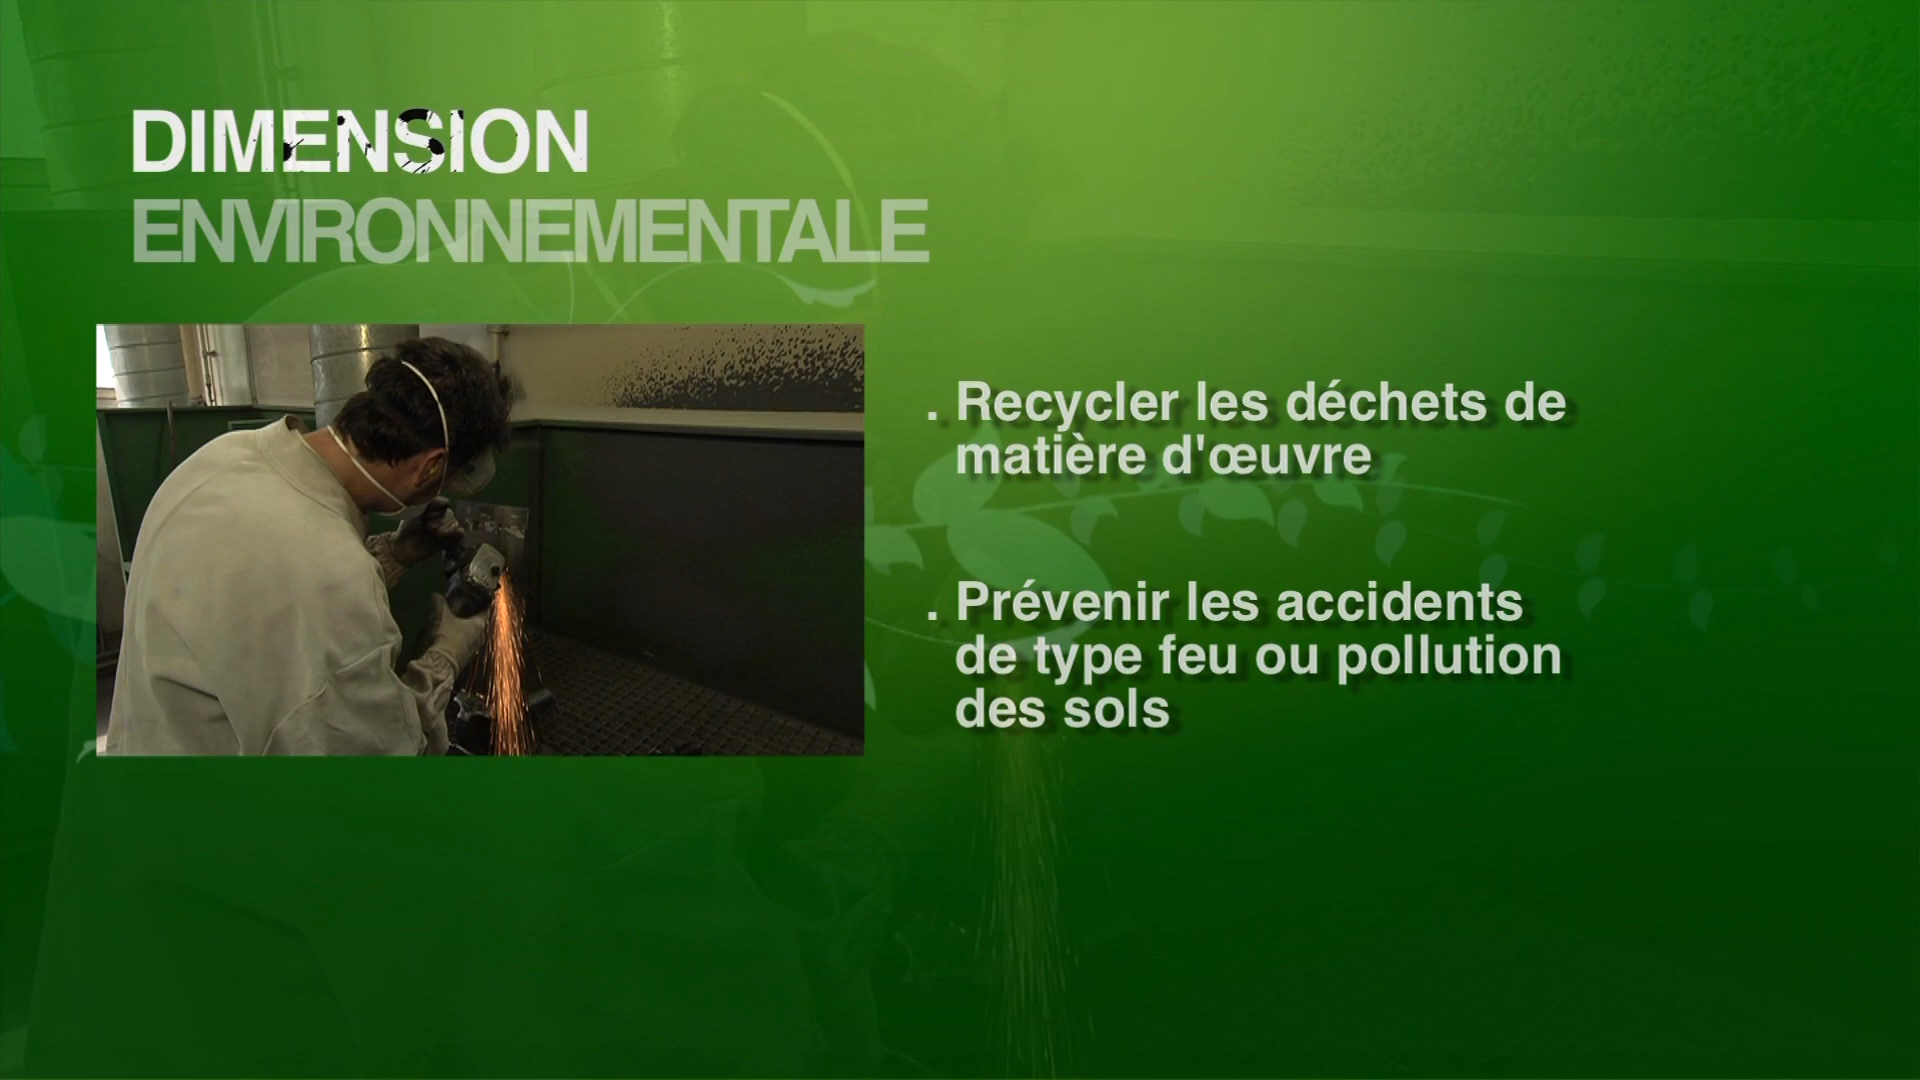 DIMENSION
ENVIRONNEMENTALE
. Recycler les déchets de
matière d'œuvre
. Prévenir les accidents
de type feu ou pollution
des sols